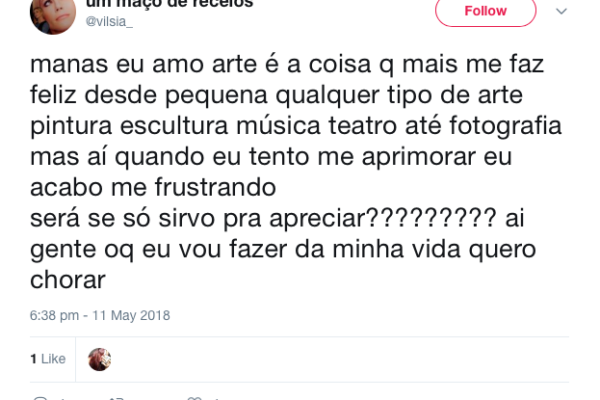 um maço de receios
@vilsia_
Follow
manas eu amo arte é a coisa q mais me faz
feliz desde pequena qualquer tipo de arte
pintura escultura música teatro até fotografia
mas aí quando eu tento me aprimorar eu
acabo me frustrando
será se só sirvo pra apreciar????????? ai
gente oq eu vou fazer da minha vida quero
chorar
6:38 pm - 11 May 2018
1 Like